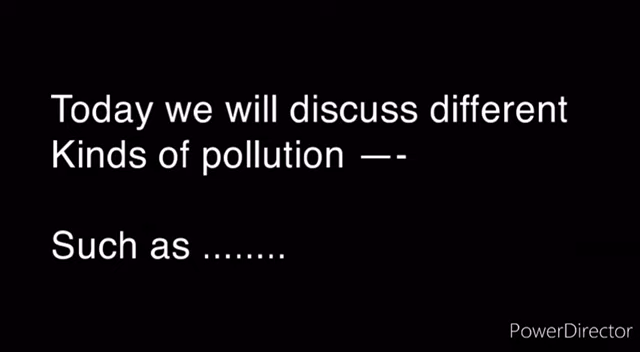 Today we will discuss different
Kinds of pollution —-
Such as ........
PowerDirector